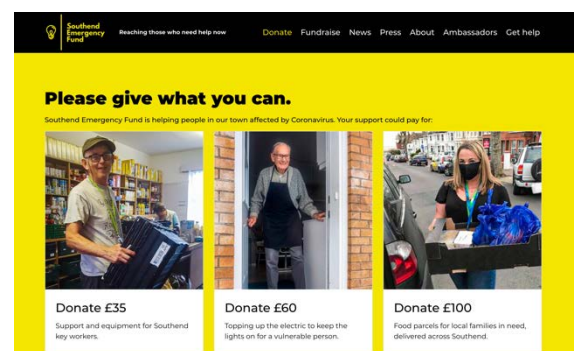 Southend
Emergency
Fund
Reaching those who need help now
Donate Fundraise News Press About Ambassadors Get help
Please give what you can.
Southend Emergency Fund is helping people in our town affected by Coronavirus. Your support could pay for:
Donate £35
Support and equipment for Southend
key workers.
Donate £60
Topping up the electric to keep the
lights on for a vulnerable person.
Donate £100
Food parcels for local families in need,
delivered across Southend.